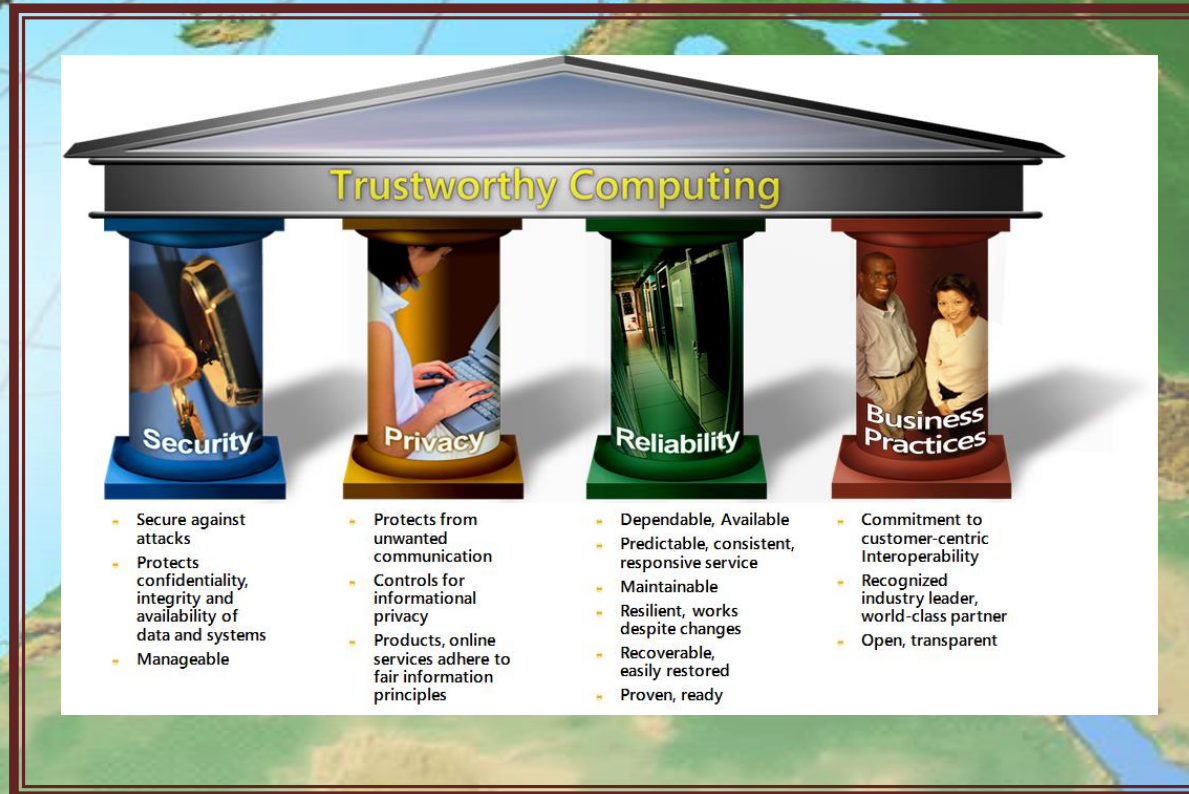 Trustworthy Computing
Security
Privacy
Reliability
Business
Practices
- Secure against
attacks
- Protects
confidentiality,
integrity and
availability of
data and systems
- Manageable
- Protects from
unwanted
communication
- Controls for
informational
privacy
- Products, online
services adhere to
fair information
principles
- Dependable, Available
- Predictable, consistent,
responsive service
- Maintainable
- Resilient, works
despite changes
- Recoverable,
easily restored
- Proven, ready
- Commitment to
customer-centric
Interoperability
- Recognized
industry leader,
world-class partner
- Open, transparent